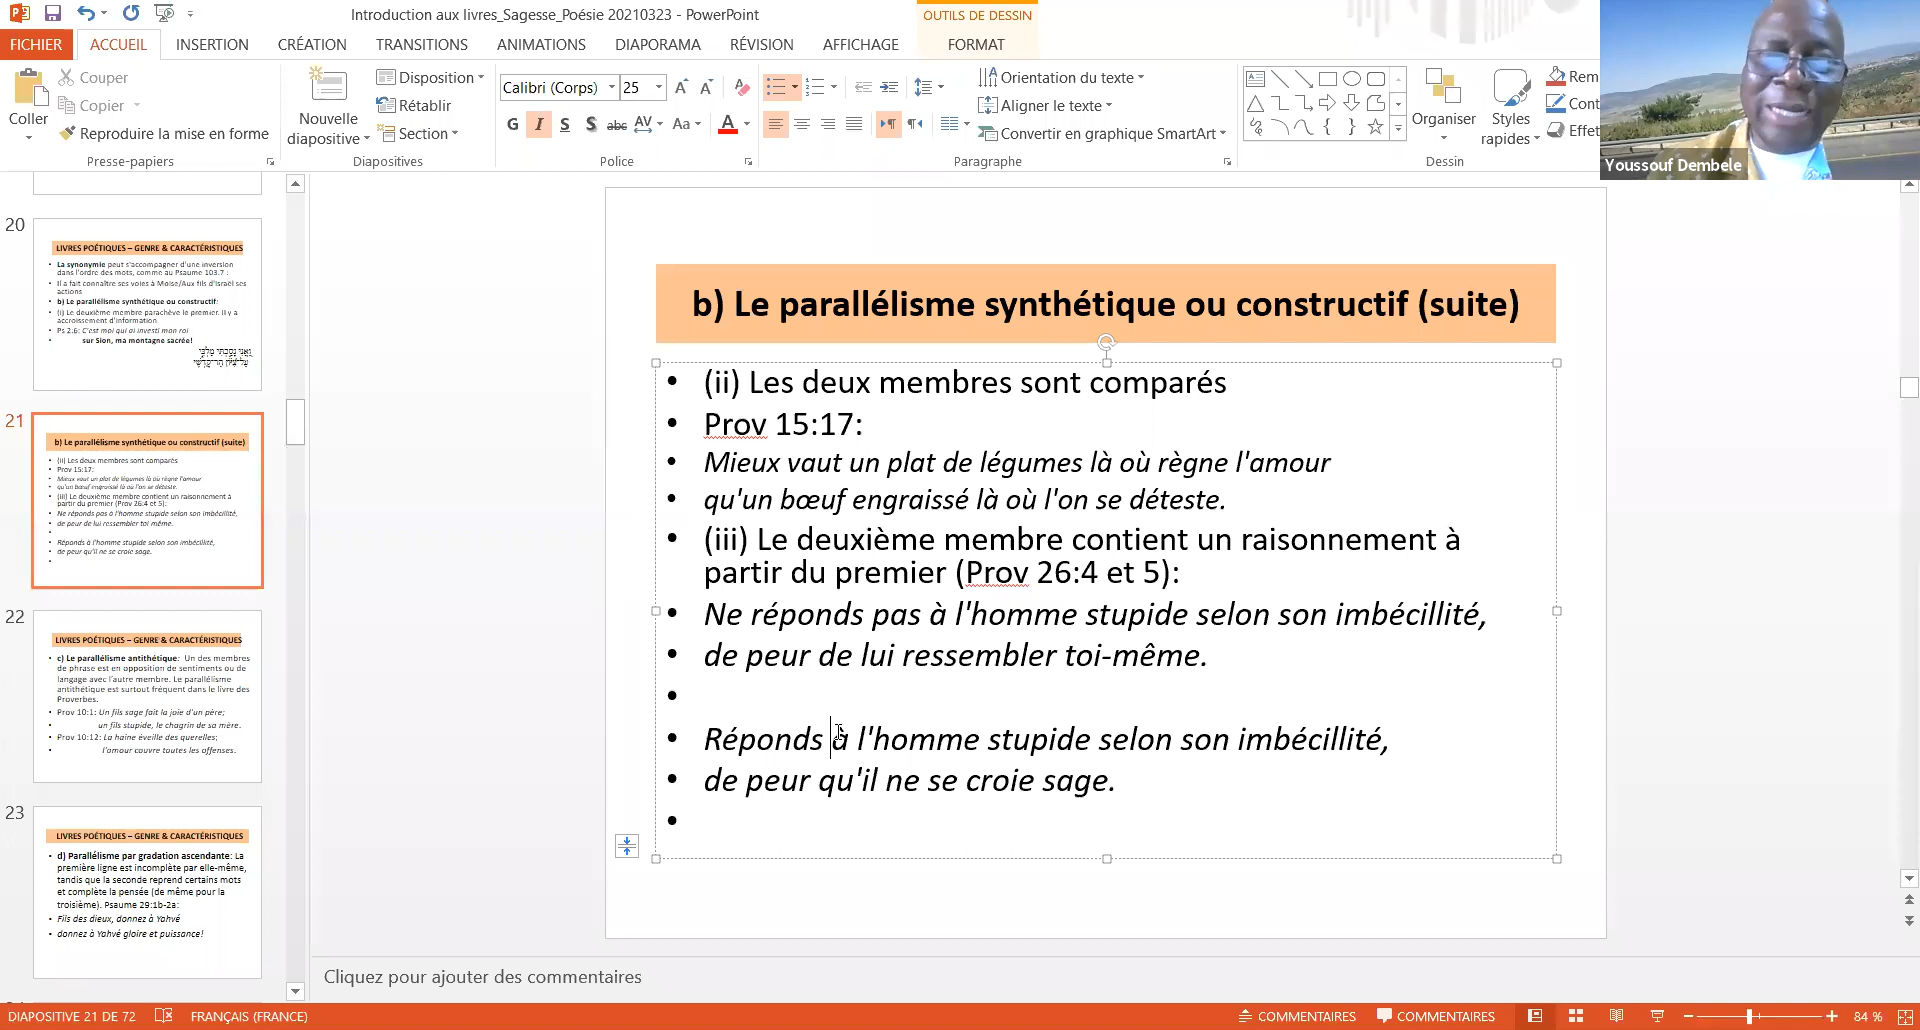 Introduction aux livres_Sagesse_Poésie 20210323 - PowerPoint
OUTILS DE DESSIN
FICHIER ACCUEIL INSERTION CRÉATION TRANSITIONS ANIMATIONS DIAPORAMA RÉVISION AFFICHAGE FORMAT
Coller
Couper
Copier
Reproduire la mise en forme
Presse-papiers
Nouvelle
diapositive
Disposition
Rétablir
Section
Diapositives
Calibri (Corps) 25
G I S S abc AV Aa A
Police
Orientation du texte
Aligner le texte
Convertir en graphique SmartArt
Paragraphe
Organiser
Styles
rapides
Rem
Cont
Effet
Dessin
Youssouf Dembele
20
LIVRES POÉTIQUES – GENRE & CARACTÉRISTIQUES
• La synonymie peut s'accompagner d'une inversion
dans l'ordre des mots, comme au Psaume 103.7 :
• Il a fait connaître ses voies à Moïse/Aux fils d'Israël ses
actions
• b) Le parallélisme synthétique ou constructif:
• (i) Le deuxième membre parachève le premier. Il y a
accroissement d'information
• Ps 2:6: C'est moi qui ai investi mon roi
• sur Sion, ma montagne sacrée!
וַאֲנִי נָסַכְתִּי מַלְכִּי
עַל־צִיּוֹן הַר־קָדְשִׁי
21
b) Le parallélisme synthétique ou constructif (suite)
• (ii) Les deux membres sont comparés
• Prov 15:17:
• Mieux vaut un plat de légumes là où règne l'amour
• qu'un bœuf engraissé là où l'on se déteste.
• (iii) Le deuxième membre contient un raisonnement à
partir du premier (Prov 26:4 et 5):
• Ne réponds pas à l'homme stupide selon son imbécillité,
• de peur de lui ressembler toi-même.
•
• Réponds à l'homme stupide selon son imbécillité,
• de peur qu'il ne se croie sage.
•
22
LIVRES POÉTIQUES – GENRE & CARACTÉRISTIQUES
• c) Le parallélisme antithétique: Un des membres
de phrase est en opposition de sentiments ou de
langage avec l'autre membre. Le parallélisme
antithétique est surtout fréquent dans le livre des
Proverbes.
• Prov 10:1: Un fils sage fait la joie d'un père;
• un fils stupide, le chagrin de sa mère.
• Prov 10:12: La haine éveille des querelles;
• l'amour couvre toutes les offenses.
23
LIVRES POÉTIQUES – GENRE & CARACTÉRISTIQUES
• d) Parallélisme par gradation ascendante: La
première ligne est incomplète par elle-même,
tandis que la seconde reprend certains mots
et complète la pensée (de même pour la
troisième). Psaume 29:1b-2a:
• Fils des dieux, donnez à Yahvé
• donnez à Yahvé gloire et puissance!
b) Le parallélisme synthétique ou constructif (suite)
• (ii) Les deux membres sont comparés
• Prov 15:17:
• Mieux vaut un plat de légumes là où règne l'amour
• qu'un bœuf engraissé là où l'on se déteste.
• (iii) Le deuxième membre contient un raisonnement à
partir du premier (Prov 26:4 et 5):
• Ne réponds pas à l'homme stupide selon son imbécillité,
• de peur de lui ressembler toi-même.
•
• Réponds à l'homme stupide selon son imbécillité,
• de peur qu'il ne se croie sage.
•
Cliquez pour ajouter des commentaires
DIAPOSITIVE 21 DE 72 FRANÇAIS (FRANCE) COMMENTAIRES COMMENTAIRES 84 %